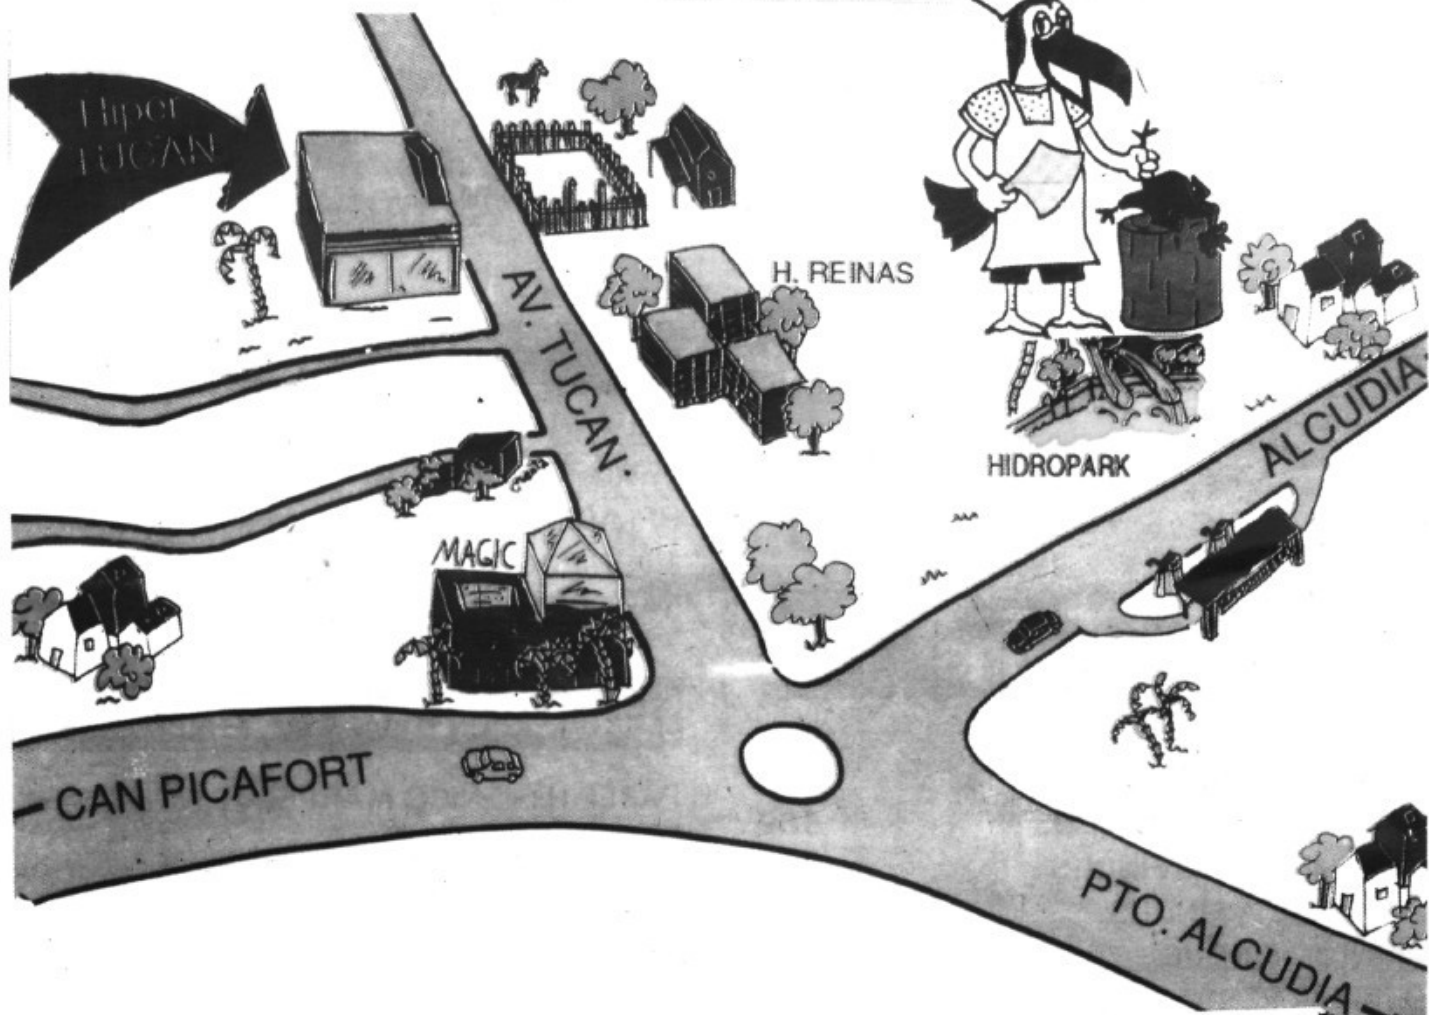 Hiper
TUCAN
H. REINAS
AV. TUCAN.
HIDROPARK
ALCUDIA
MAGIC
CAN PICAFORT
PTO. ALCUDIA